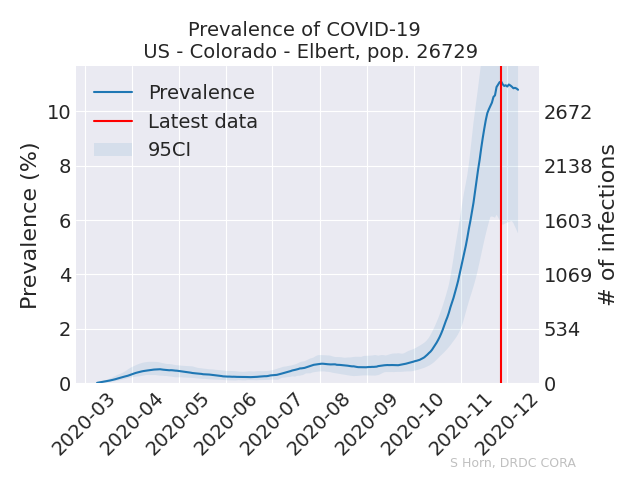 Prevalence of COVID-19
US - Colorado - Elbert, pop. 26729
Prevalence
Latest data
95CI
Prevalence (%)
10
8
6
4
2
0
2672
2138
1603
1069
534
0
# of infections
2020-03
2020-04
2020-05
2020-06
2020-07
2020-08
2020-09
2020-10
2020-11
2020-12
S Horn, DRDC CORA